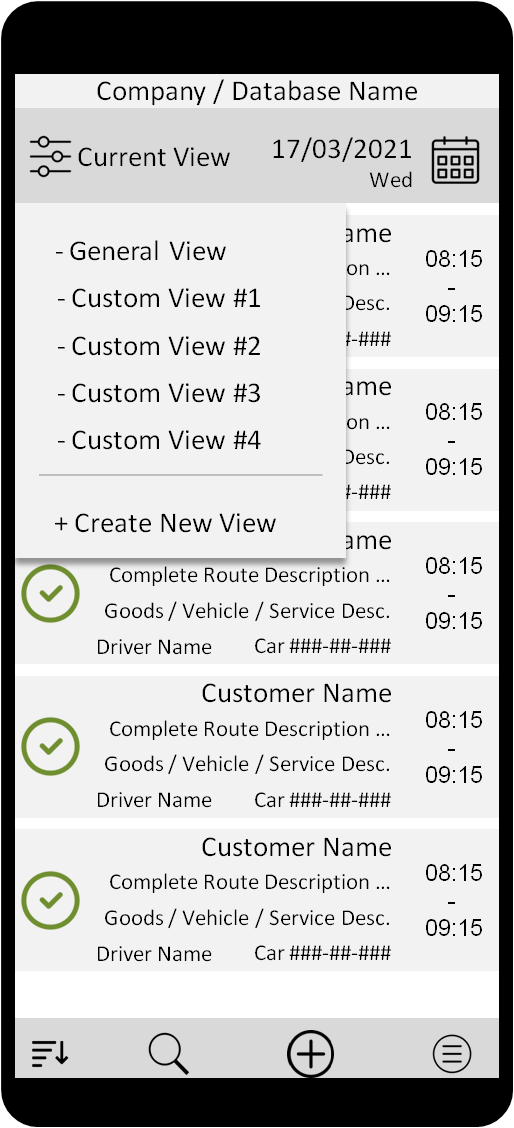 Company / Database Name
Current View
17/03/2021
Wed
- General View
- Custom View #1
- Custom View #2
- Custom View #3
- Custom View #4
+ Create New View
ame
on ...
Desc.
#-###
08:15
-
09:15
ame
on ...
Desc.
#-###
08:15
-
09:15
ame
Complete Route Description ...
Goods / Vehicle / Service Desc.
Driver Name Car ###-##-###
08:15
-
09:15
Customer Name
Complete Route Description ...
Goods / Vehicle / Service Desc.
Driver Name Car ###-##-###
08:15
-
09:15
Customer Name
Complete Route Description ...
Goods / Vehicle / Service Desc.
Driver Name Car ###-##-###
08:15
-
09:15